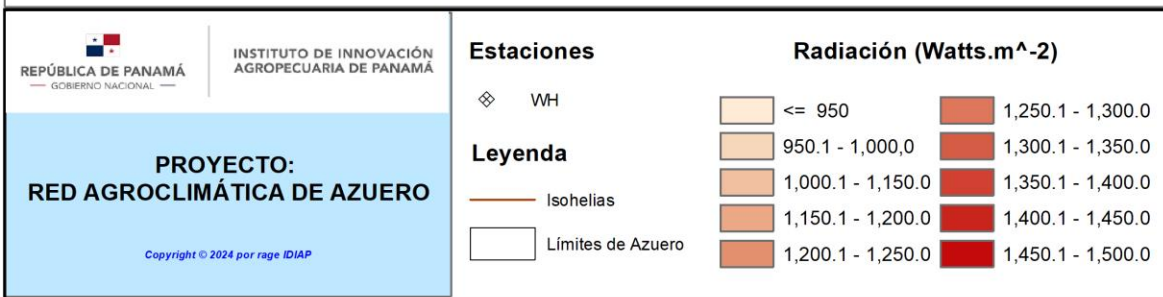 REPÚBLICA DE PANAMÁ
GOBIERNO NACIONAL
INSTITUTO DE INNOVACIÓN
AGROPECUARIA DE PANAMÁ
PROYECTO:
RED AGROCLIMÁTICA DE AZUERO
Copyright © 2024 por rage IDIAP
Estaciones
WH
Leyenda
Isohelias
Límites de Azuero
Radiación (Watts.m^-2)
<= 950
950.1 - 1,000,0
1,000.1 - 1,150.0
1,150.1 - 1,200.0
1,200.1 - 1,250.0
1,250.1 - 1,300.0
1,300.1 - 1,350.0
1,350.1 - 1,400.0
1,400.1 - 1,450.0
1,450.1 - 1,500.0